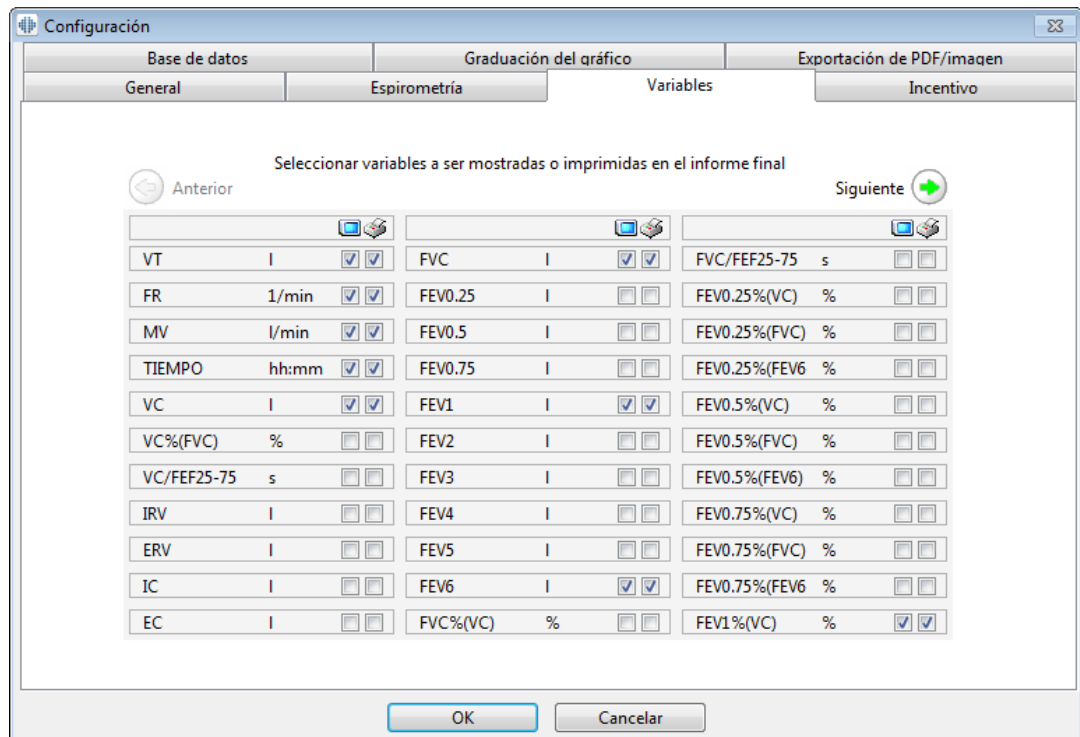 Configuración
Base de datos Graduación del gráfico Exportación de PDF/imagen
General Espirometría Variables Incentivo
Seleccionar variables a ser mostradas o imprimidas en el informe final
Anterior Siguiente
VT l FVC l FVC/FEF25-75 s
FR 1/min FEV0.25 l FEV0.25%(VC) %
MV l/min FEV0.5 l FEV0.25%(FVC) %
TIEMPO hh:mm FEV0.75 l FEV0.25%(FEV6 %
VC l FEV1 l FEV0.5%(VC) %
VC%(FVC) % FEV2 l FEV0.5%(FVC) %
VC/FEF25-75 s FEV3 l FEV0.5%(FEV6) %
IRV l FEV4 l FEV0.75%(VC) %
ERV l FEV5 l FEV0.75%(FVC) %
IC l FEV6 l FEV0.75%(FEV6 %
EC l FVC%(VC) % FEV1%(VC) %
OK Cancelar